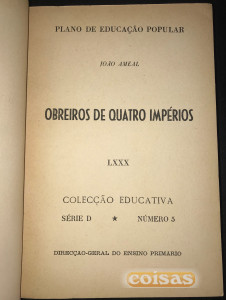 PLANO DE EDUCAÇÃO POPULAR
JOÃO AMEAL
OBREIROS DE QUATRO IMPÉRIOS
LXXX
COLECÇÃO EDUCATIVA
SÉRIE D ★ NÚMERO 5
DIRECÇÃO-GERAL DO ENSINO PRIMÁRIO
coisas